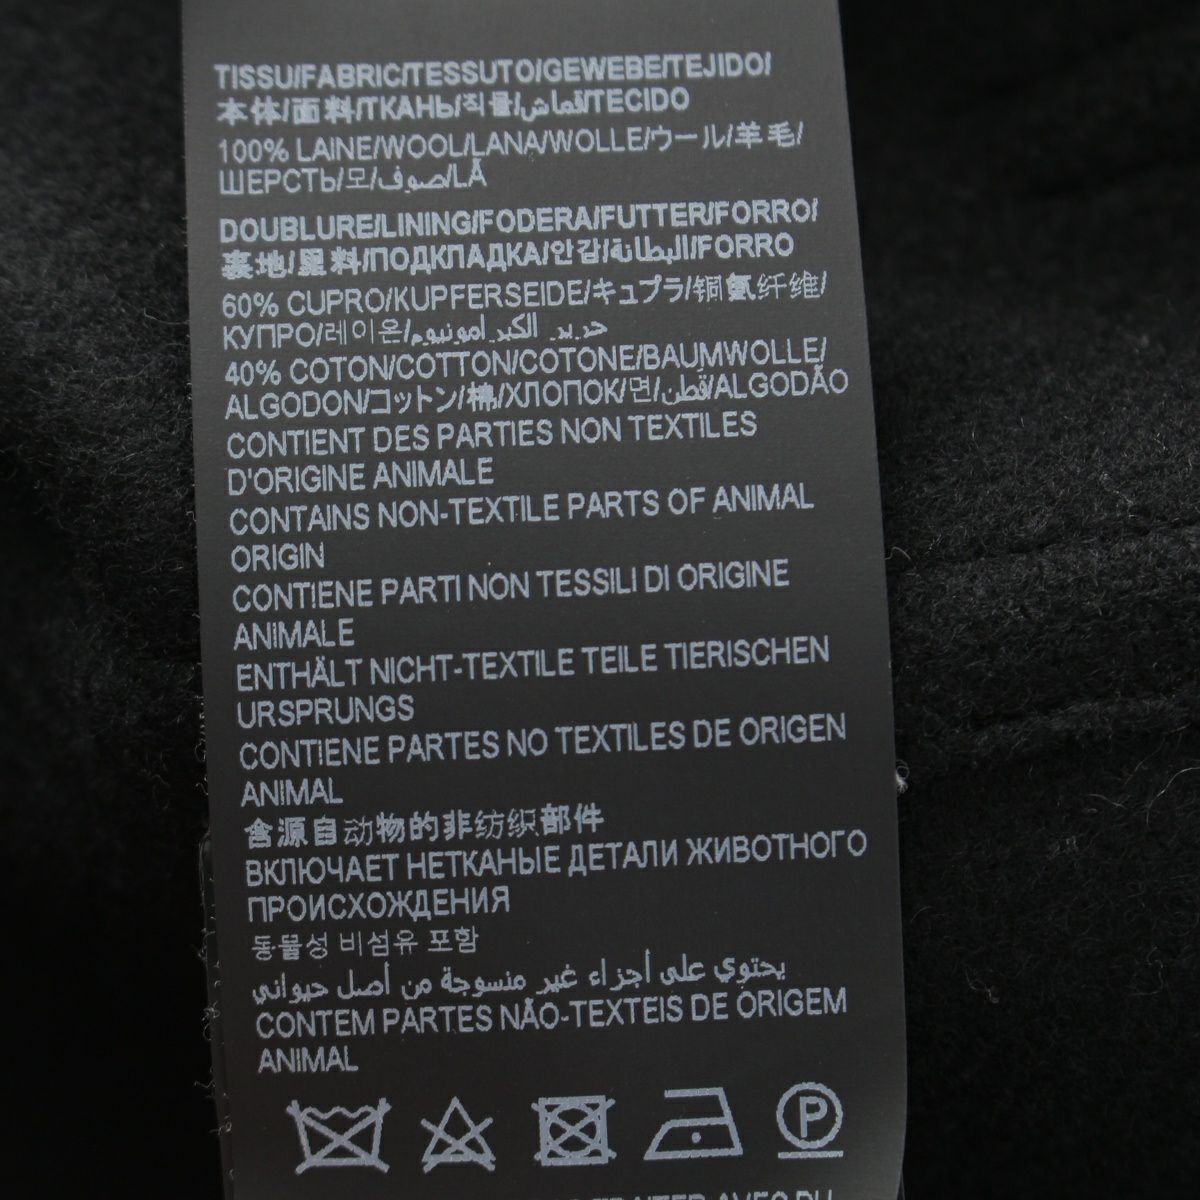 TISSU/FABRIC/TESSUTO/GEWEBE/TEJIDO/
本体/面料/ТКАНЬ/직물/قماش/TECIDO
100% LAINE/WOOL/LANA/WOLLE/ウール/羊毛/
ШЕРСТЬ/모/صوف/LÃ
DOUBLURE/LINING/FODERA/FUTTER/FORRO/
裏地/里料/ПОДКПАДКА/안감/البطانة/FORRO
60% CUPRO/KUPFERSEIDE/キュプラ/铜氨纤维/
КУПРО/레이온/حرير الكبر امونيوم/
40% COTON/COTTON/COTONE/BAUMWOLLE/
ALGODON/コットン/棉/ХЛОПОК/면/قطن/ALGODÃO
CONTIENT DES PARTIES NON TEXTILES
D'ORIGINE ANIMALE
CONTAINS NON-TEXTILE PARTS OF ANIMAL
ORIGIN
CONTIENE PARTI NON TESSILI DI ORIGINE
ANIMALE
ENTHÄLT NICHT-TEXTILE TEILE TIERISCHEN
URSPRUNGS
CONTIENE PARTES NO TEXTILES DE ORIGEN
ANIMAL
含源自动物的非纺织部件
ВКЛЮЧАЕТ НЕТКАНЫЕ ДЕТАЛИ ЖИВОТНОГО
ПРОИСХОЖДЕНИЯ
동물성 비섬유 포함
يحتوي على أجزاء غير منسوجة من أصل حيواني
CONTEM PARTES NÃO-TEXTEIS DE ORIGEM
ANIMAL
P